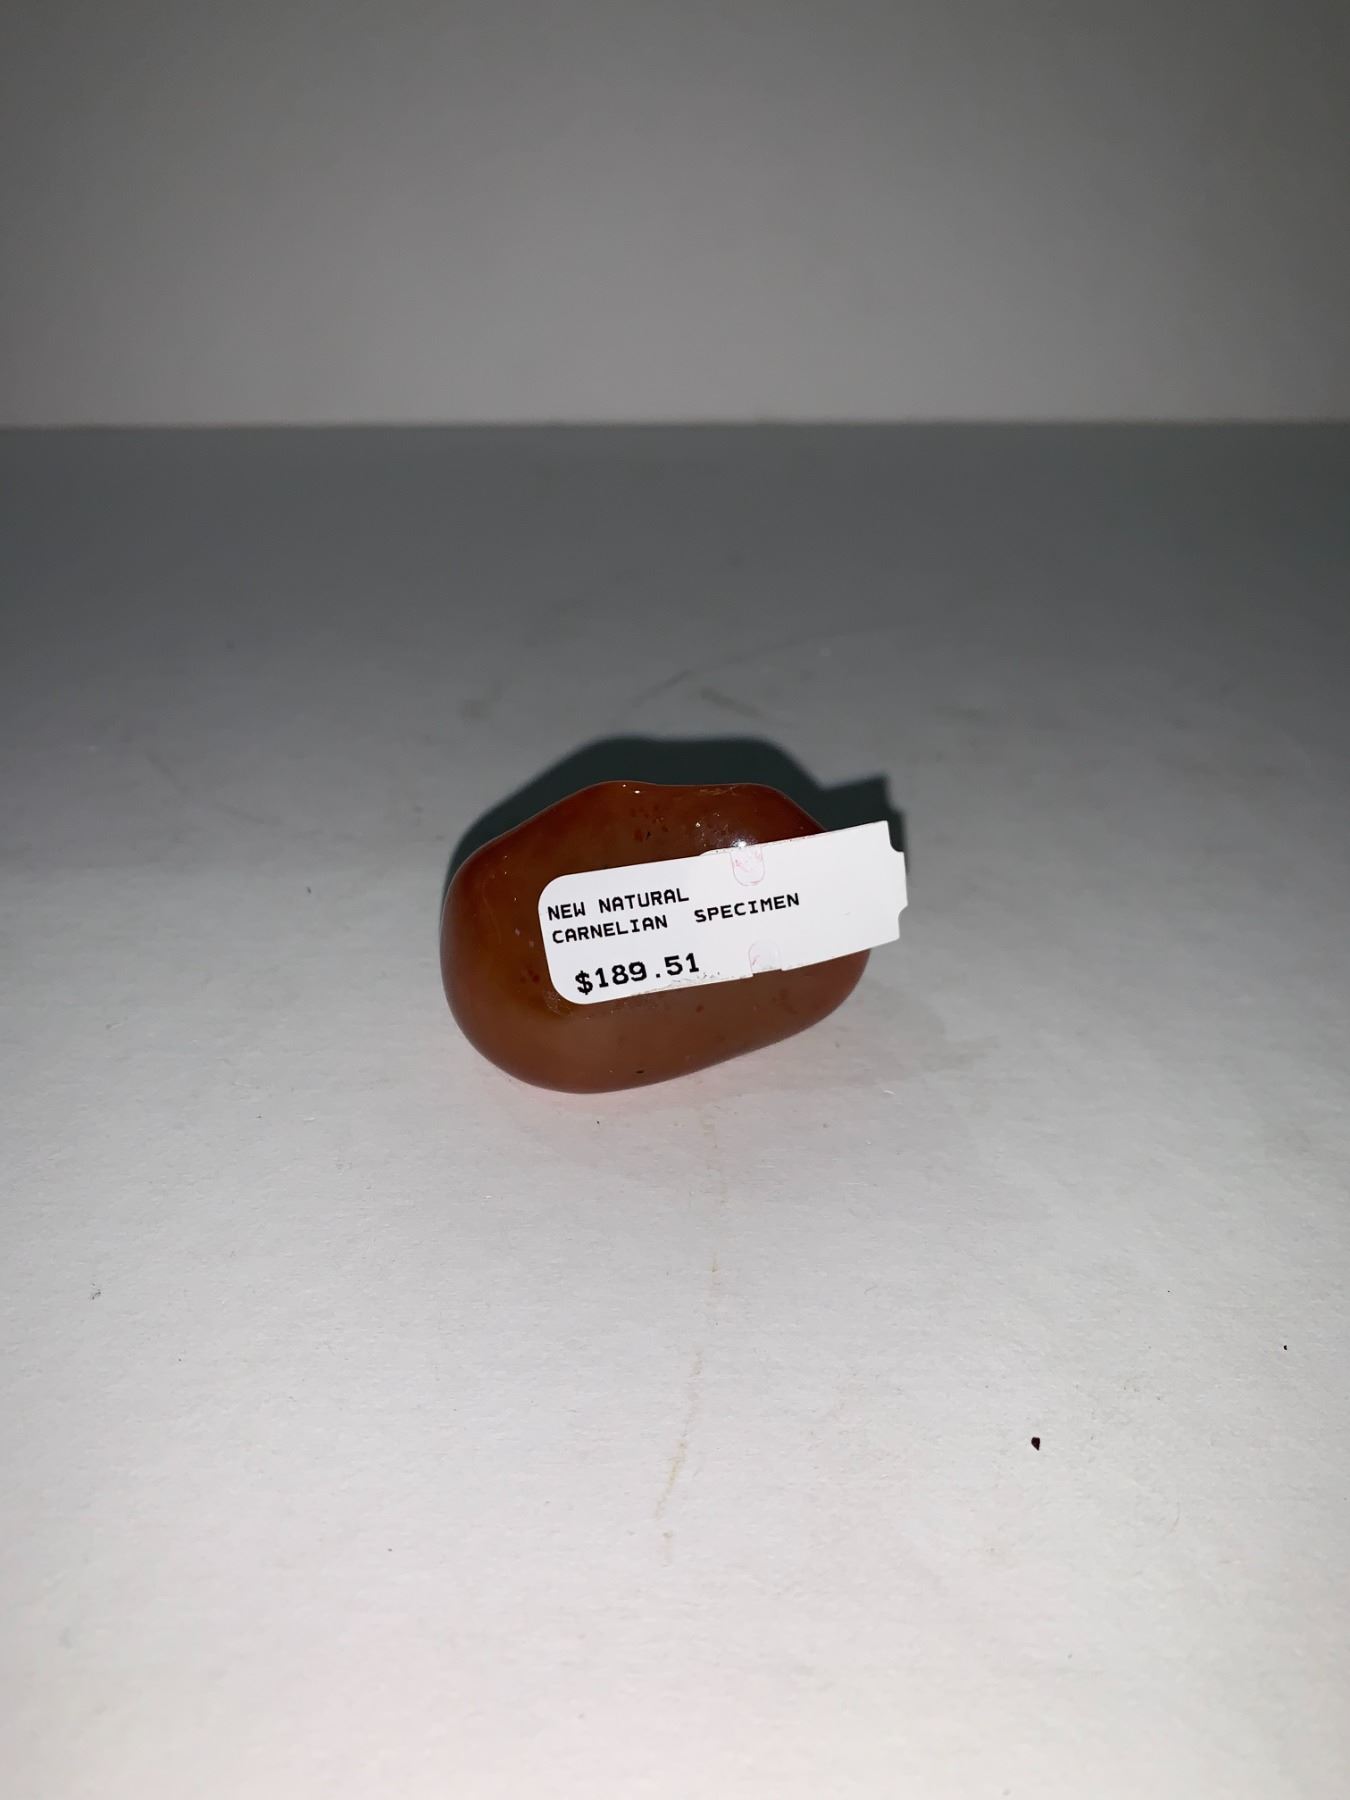 NEW NATURAL
CARNELIAN SPECIMEN
$189.51